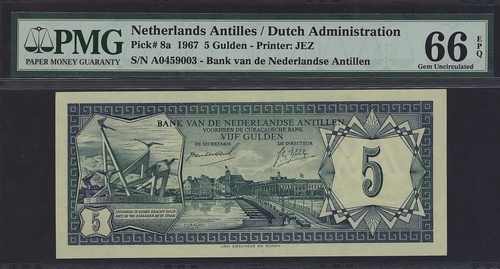 PMG
PAPER MONEY GUARANTY
Netherlands Antilles / Dutch Administration
Pick# 8a 1967 5 Gulden - Printer: JEZ
S/N A0459003 - Bank van de Nederlandse Antillen
66 EPQ
Gem Uncirculated
BANK VAN DE NEDERLANDSE ANTILLEN
VOORHEEN DE CURAÇAOSCHE BANK
VIJF GULDEN
DE SECRETARIS
DE DIRECTEUR
5
5
CURAÇAO
JOH. ENSCHEDE EN ZONEN